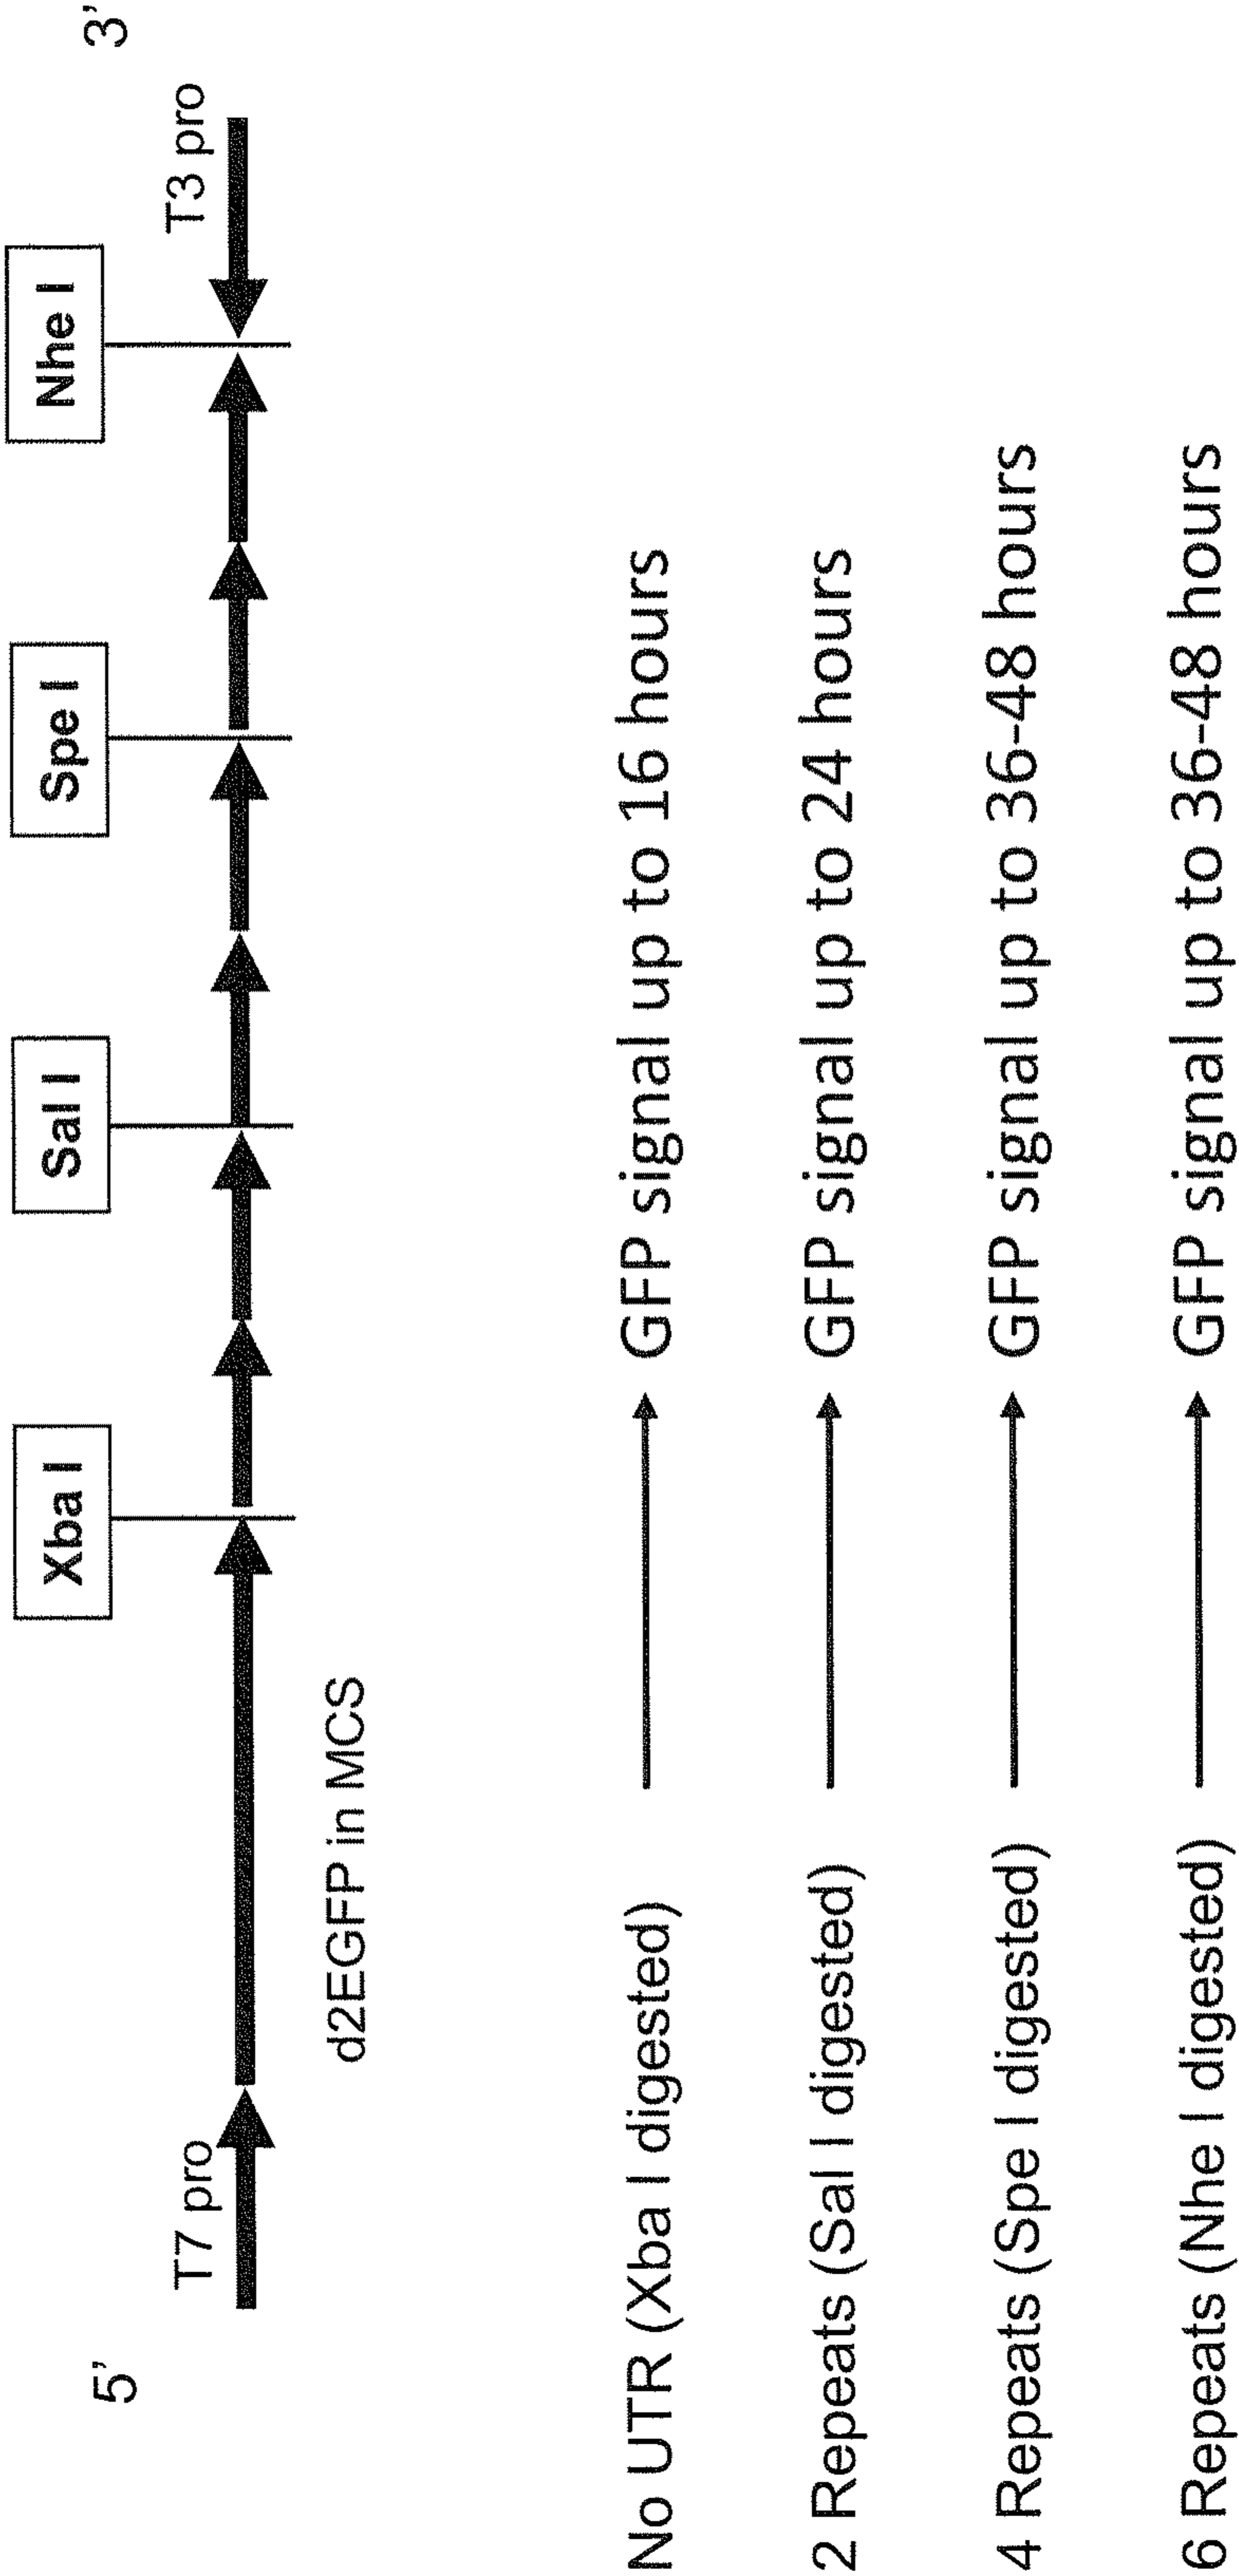 5’
3’
Xba I
Sal I
Spe I
Nhe I
T7 pro
T3 pro
d2EGFP in MCS
No UTR (Xba I digested) GFP signal up to 16 hours
2 Repeats (Sal I digested) GFP signal up to 24 hours
4 Repeats (Spe I digested) GFP signal up to 36-48 hours
6 Repeats (Nhe I digested) GFP signal up to 36-48 hours